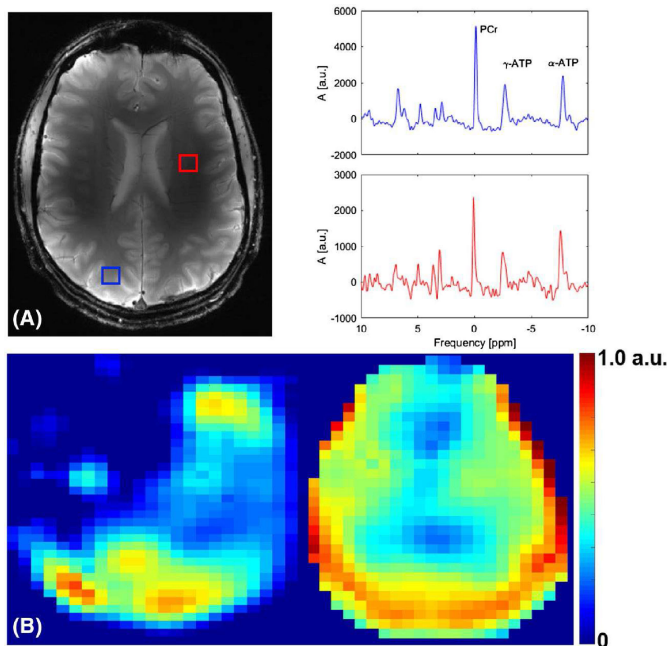 (A)
A [a.u.]
6000
4000
2000
0
-2000
PCr
γ-ATP
α-ATP
A [a.u.]
3000
2000
1000
0
-1000
10
5
0
-5
-10
Frequency [ppm]
(B)
1.0 a.u.
0